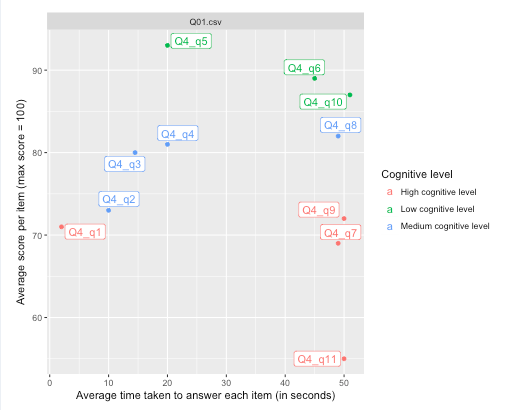 Q01.csv
Q4_q5
Q4_q6
Q4_q10
Q4_q8
Q4_q4
Q4_q3
Q4_q2
Q4_q9
Q4_q1
Q4_q7
Q4_q11
90
80
70
60
0
10
20
30
40
50
Average score per item (max score = 100)
Average time taken to answer each item (in seconds)
Cognitive level
a High cognitive level
a Low cognitive level
a Medium cognitive level